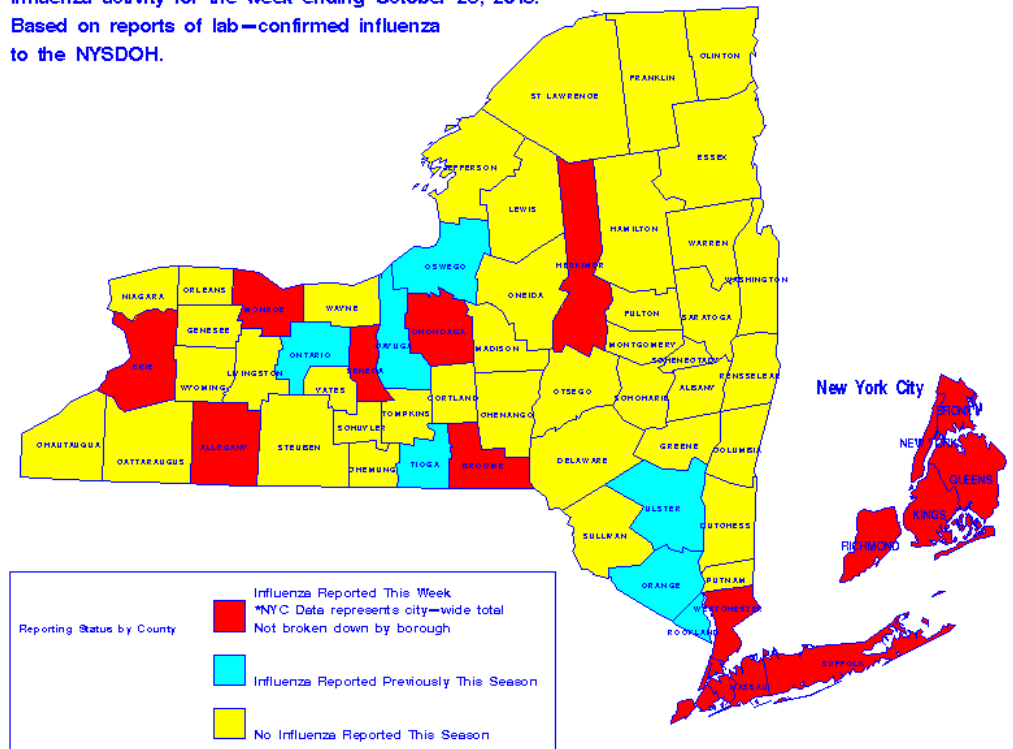 to the NYSDOH.
Based on reports of lab—confirmed influenza
CLINTON
FRANKLIN
ST LAWRENCE
ESSEX
JEFFERSON
LEWIS
HAMILTON
WARREN
OSWEGO
HERKIMER
WASHINGTON
ORLEANS
NIAGARA
ONEIDA
MONROE
WAYNE
FULTON
SARATOGA
GENESEE
ONONDAGA
CAYUGA
MADISON
MONTGOMERY
ONTARIO
SCHENECTADY
ERIE
LIVINGSTON
SENECA
RENSSELEAR
WYOMING
YATES
OTSEGO
ALBANY
CORTLAND
SCHOHARIE
New York City
TOMPKINS
CHENANGO
BRONX
SCHUYLER
CHAUTAUQUA
ALLEGANY
STEUBEN
GREENE
COLUMBIA
NEW YORK
CATTARAUGUS
CHEMUNG
TIOGA
BROOME
DELAWARE
QUEENS
ULSTER
KINGS
DUTCHESS
SULLIVAN
RICHMOND
ORANGE
PUTNAM
WESTCHESTER
ROCKLAND
SUFFOLK
NASSAU
Reporting Status by County
Influenza Reported This Week
*NYC Data represents city—wide total
Not broken down by borough
Influenza Reported Previously This Season
No Influenza Reported This Season